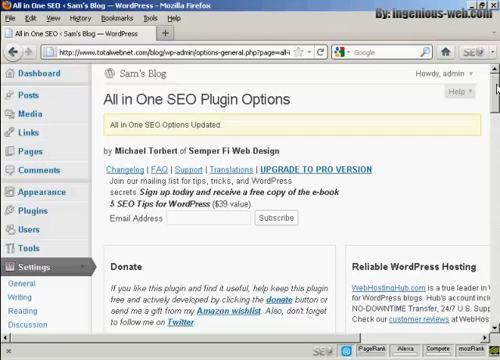 All in One SEO ‹ Sam's Blog — WordPress - Mozilla Firefox
By: ingenious-web.com
File Edit View History Bookmarks Tools Help
All in One SEO ‹ Sam's Blog — WordPress
http://www.totalwebnet.com/blog/wp-admin/options-general.php?page=all-i
Google
SEO
Dashboard
Posts
Media
Links
Pages
Comments
Appearance
Plugins
Users
Tools
Settings
General
Writing
Reading
Discussion
Sam's Blog
Howdy, admin
Help
All in One SEO Plugin Options
All in One SEO Options Updated.
by Michael Torbert of Semper Fi Web Design
Changelog | FAQ | Support | Translations | UPGRADE TO PRO VERSION
Join our mailing list for tips, tricks, and WordPress
secrets. Sign up today and receive a free copy of the e-book
5 SEO Tips for WordPress ($39 value).
Email Address
Subscribe
Donate
If you like this plugin and find it useful, help keep this plugin
free and actively developed by clicking the donate button or
send me a gift from my Amazon wishlist. Also, don't forget
to follow me on Twitter
Reliable WordPress Hosting
WebHostingHub.com is a true leader in
for WordPress blogs. Hub's account
NO-DOWNTIME Transfer, 24/7 US
Check our customer reviews at
SEO
PageRank
Alexa
Compete
mozRank